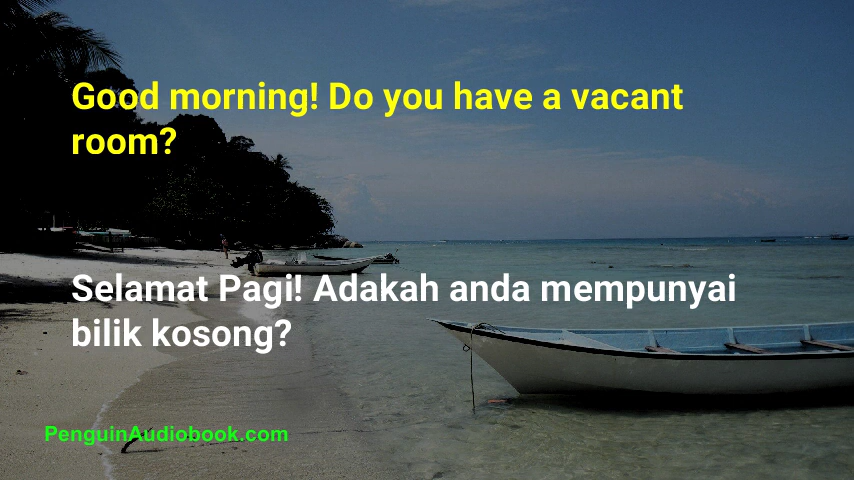 Good morning! Do you have a vacant
room?
Selamat Pagi! Adakah anda mempunyai
bilik kosong?
PenguinAudiobook.com